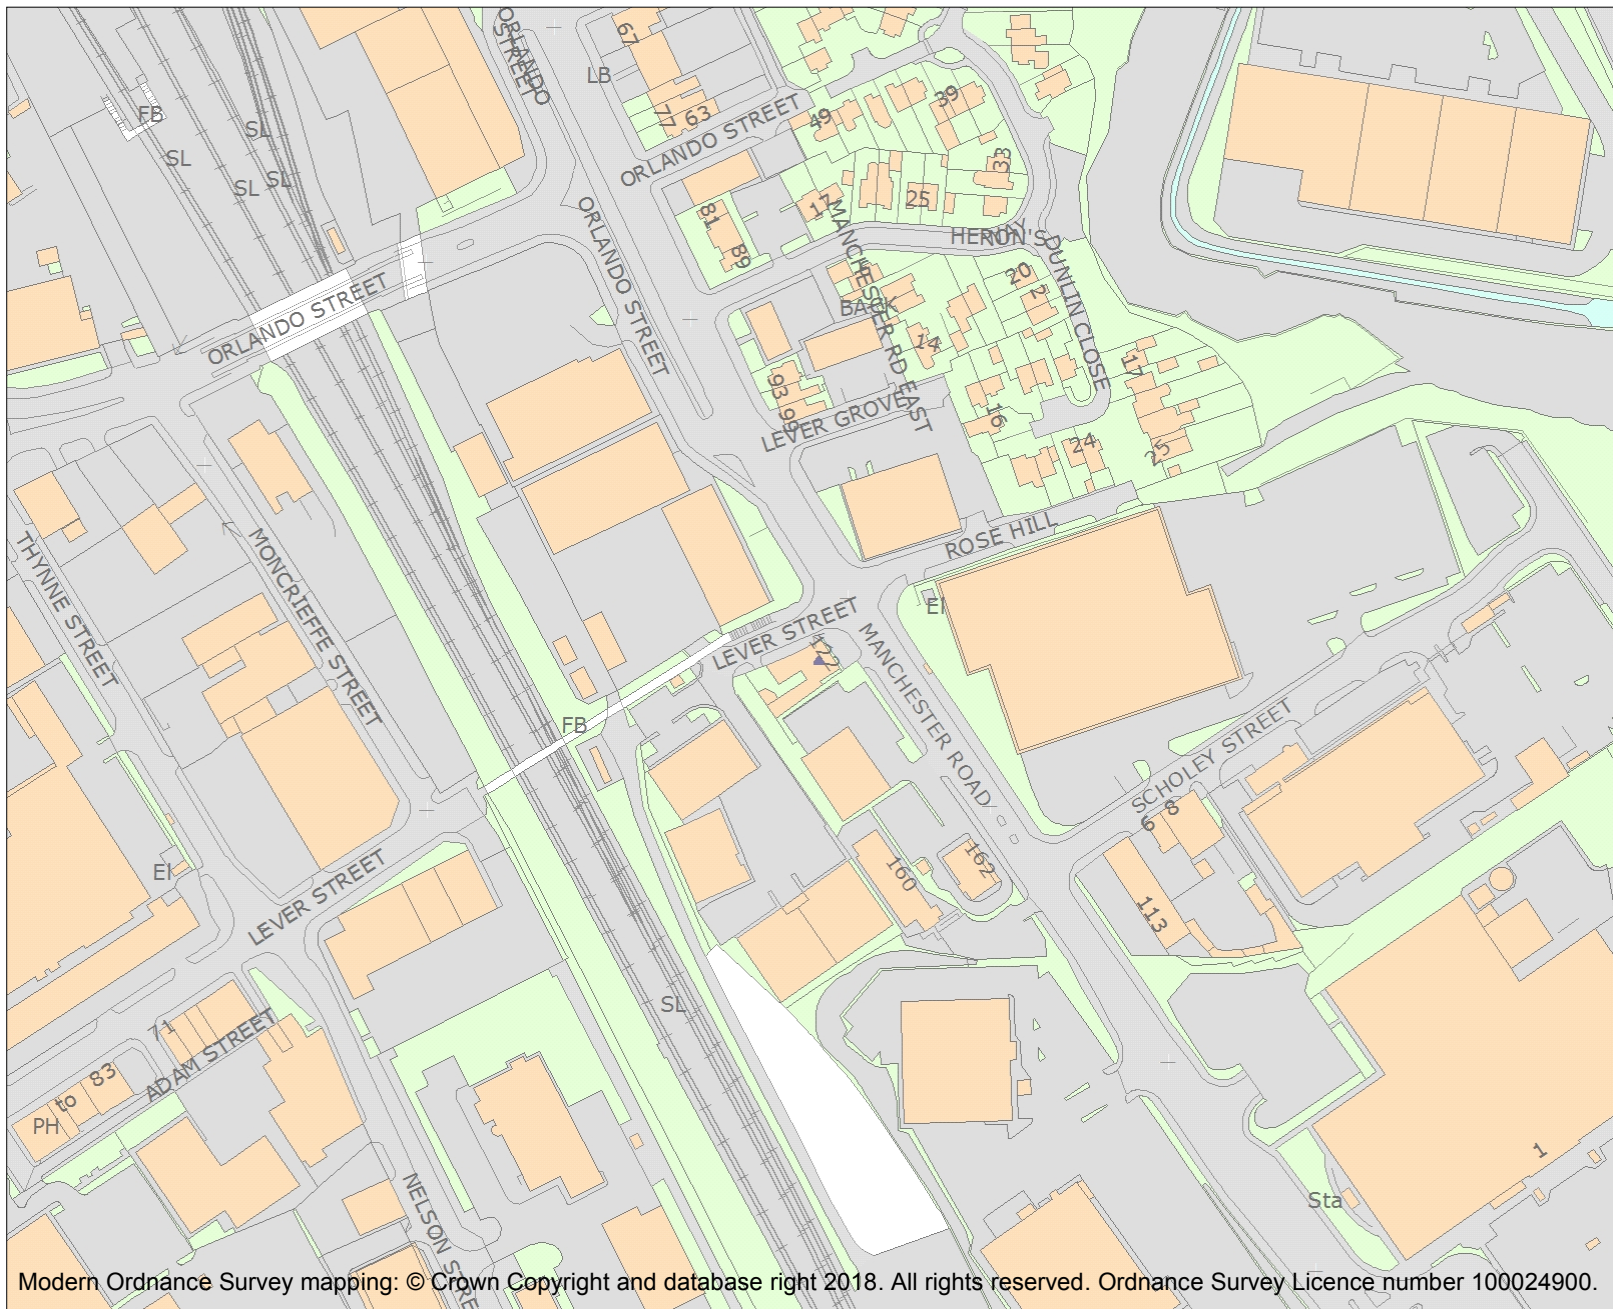 ORLANDO
STREET
67
LB
FB
SL
SL
SL
SL
77
63
ORLANDO STREET
49
39
33
25
17
81
89
ORLANDO STREET
MANCHESTER RD EAST
HERON'S
WAY
DUNLIN CLOSE
20
2
BACK
14
ORLANDO STREET
93
99
LEVER GROVE
16
17
24
25
ROSE HILL
THYNNE STREET
MONCRIEFFE STREET
El
LEVER STREET
122
MANCHESTER ROAD
FB
SCHOLEY STREET
6
8
El
160
162
113
LEVER STREET
SL
71
ADAM STREET
83
to
PH
1
Sta
NELSON STRE
Modern Ordnance Survey mapping: © Crown Copyright and database right 2018. All rights reserved. Ordnance Survey Licence number 100024900.